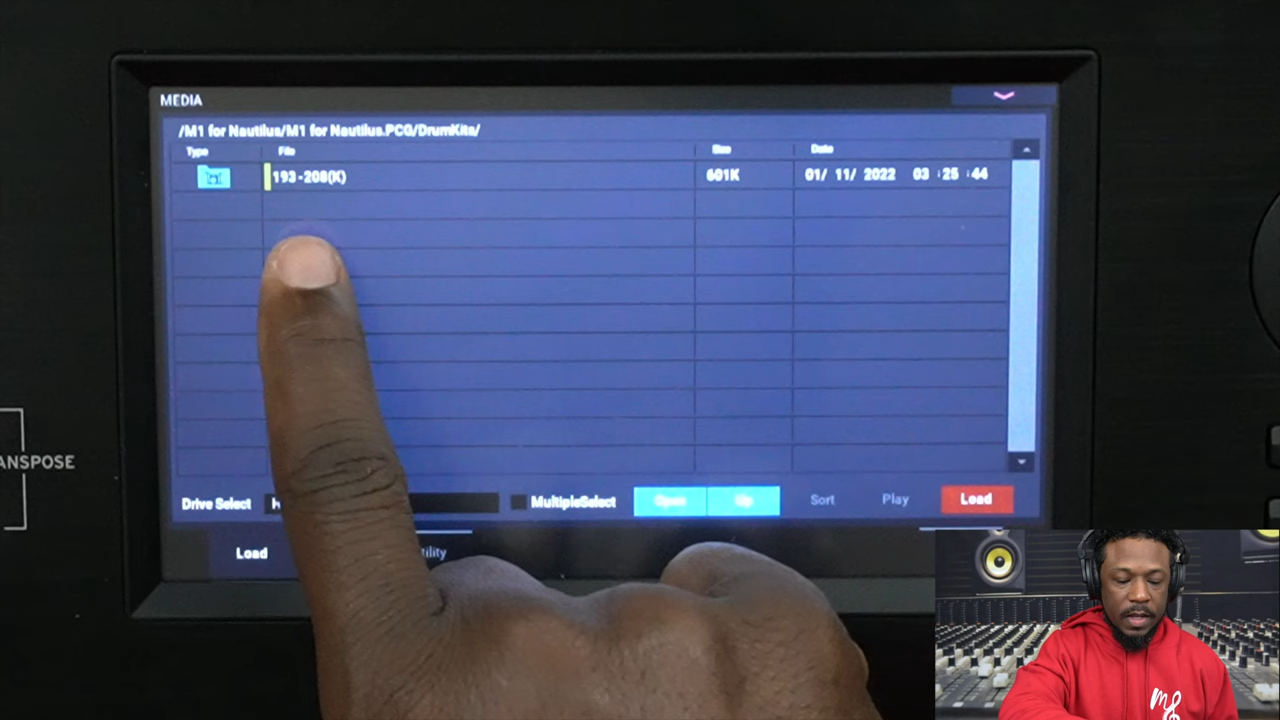 MEDIA
/M1 for Nautilus/M1 for Nautilus.PCG/DrumKits/
Type File Size Date
193-208(K) 601K 01/ 11/ 2022 03 :25 :44
Drive Select MultipleSelect Open Up Sort Play Load
Load
ANSPOSE